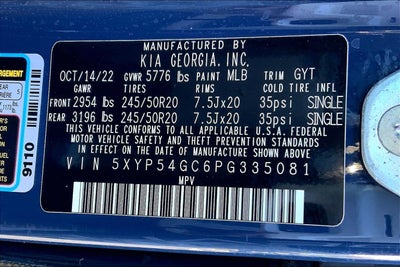 MANUFACTURED BY
KIA GEORGIA, INC.
OCT/14/22 GVWR 5776 lbs PAINT MLB TRIM GYT
GAWR TIRES RIMS COLD TIRE INFL
FRONT 2954 lbs 245/50R20 7.5Jx20 35psi SINGLE
REAR 3196 lbs 245/50R20 7.5Jx20 35psi SINGLE
THIS VEHICLE CONFORMS TO ALL APPLICABLE U.S.A. FEDERAL
MOTOR VEHICLE SAFETY AND THEFT PREVENTION STANDARDS
IN EFFECT ON THE DATE OF MANUFACTURE SHOWN ABOVE
VIN 5XYP54GC6PG335081
MPV
9110